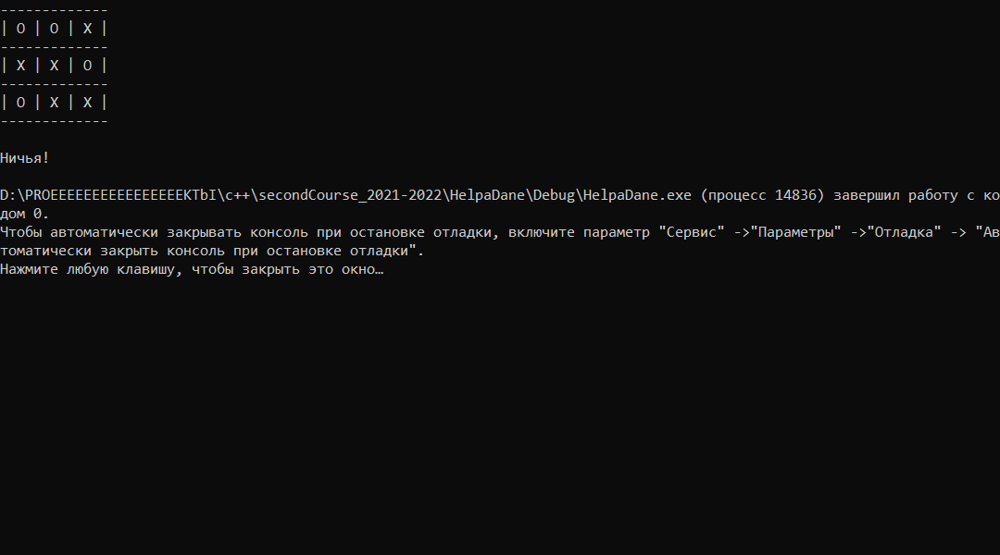 -------------
| O | O | X |
-------------
| X | X | O |
-------------
| O | X | X |
-------------
Ничья!
D:\PROEEEEEEEEEEEEEEEEKTbI\c++\secondCourse_2021-2022\HelpaDane\Debug\HelpaDane.exe (процесс 14836) завершил работу с ко
дом 0.
Чтобы автоматически закрывать консоль при остановке отладки, включите параметр "Сервис" ->"Параметры" ->"Отладка" -> "Ав
томатически закрыть консоль при остановке отладки".
Нажмите любую клавишу, чтобы закрыть это окно…